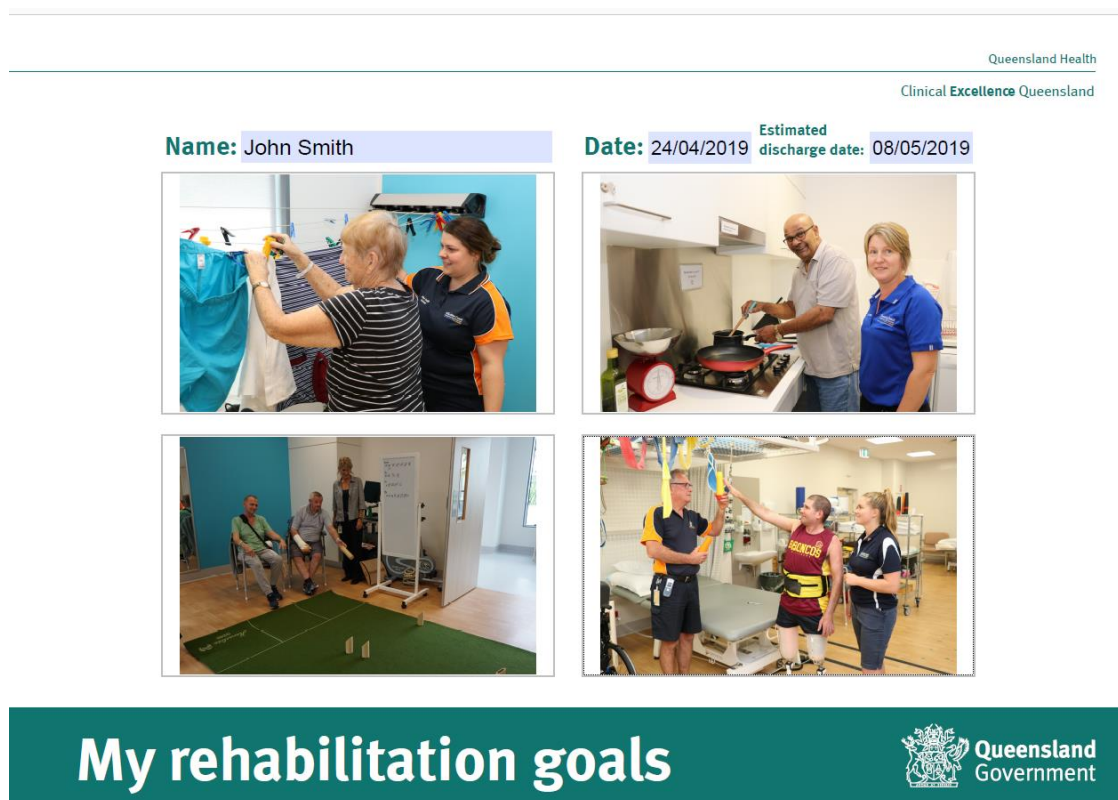 Queensland Health
Clinical Excellence Queensland
Name: John Smith
Date: 24/04/2019 Estimated discharge date: 08/05/2019
BRONCOS
My rehabilitation goals
Queensland
Government